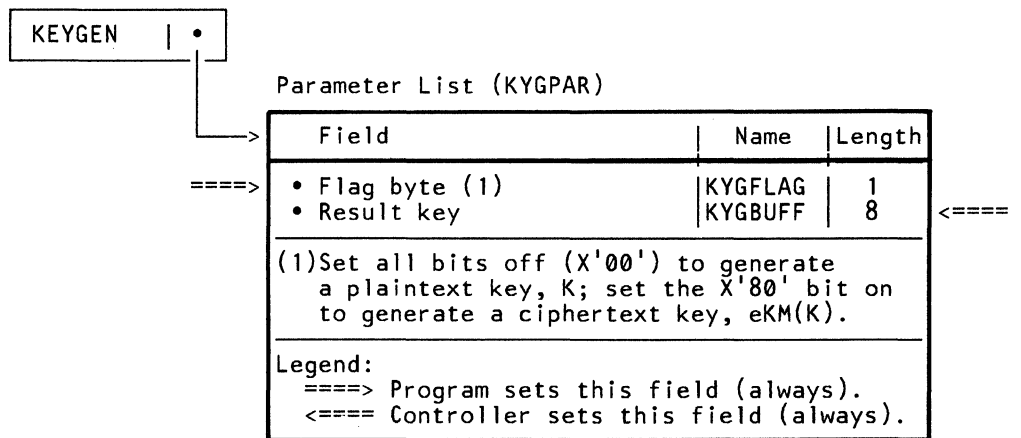 KEYGEN | •
Parameter List (KYGPAR)
Field | Name |Length
====> • Flag byte (1) |KYGFLAG | 1
• Result key |KYGBUFF | 8 <====
(1)Set all bits off (X'00') to generate
a plaintext key, K; set the X'80' bit on
to generate a ciphertext key, eKM(K).
Legend:
====> Program sets this field (always).
<==== Controller sets this field (always).